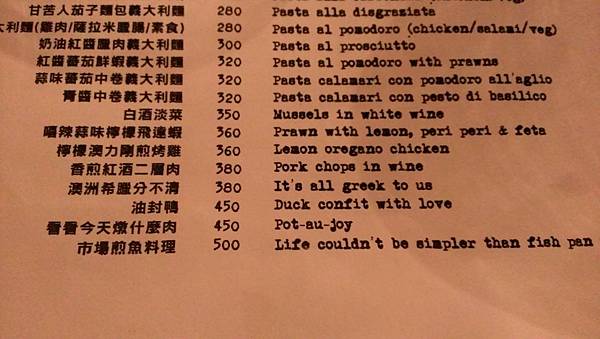 甘苦人茄子麵包義大利麵 280 Pasta alla disgraziata
大利麵(雞肉/薩拉米臘腸/素食) 280 Pasta al pomodoro (chicken/salami/veg)
奶油紅醬臘肉義大利麵 300 Pasta al prosciutto
紅醬蕃茄鮮蝦義大利麵 320 Pasta al pomodoro with prawns
蒜味蕃茄中卷義大利麵 320 Pasta calamari con pomodoro all'aglio
青醬中卷義大利麵 320 Pasta calamari con pesto di basilico
白酒淡菜 350 Mussels in white wine
嗆辣蒜味檸檬飛達蝦 360 Prawn with lemon, peri peri & feta
檸檬澳力剛煎烤雞 360 Lemon oregano chicken
香煎紅酒二層肉 380 Pork chops in wine
澳洲希臘分不清 380 It's all greek to us
油封鴨 450 Duck confit with love
看看今天燉什麼肉 450 Pot-au-joy
市場煎魚料理 500 Life couldn't be simpler than fish pan